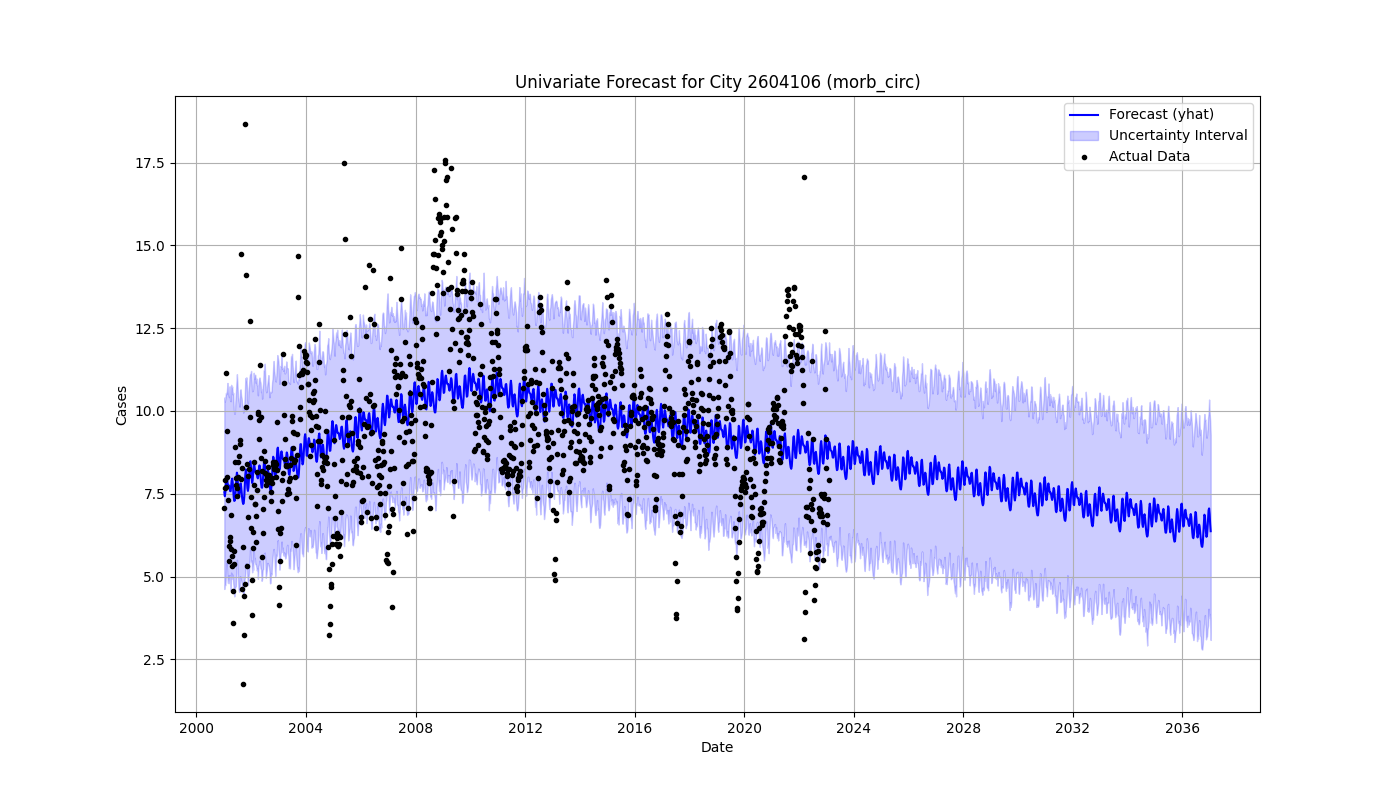 Univariate Forecast for City 2604106 (morb_circ)
Forecast (yhat)
Uncertainty Interval
Actual Data
17.5
15.0
12.5
10.0
7.5
5.0
2.5
Cases
2000 2004 2008 2012 2016 2020 2024 2028 2032 2036
Date